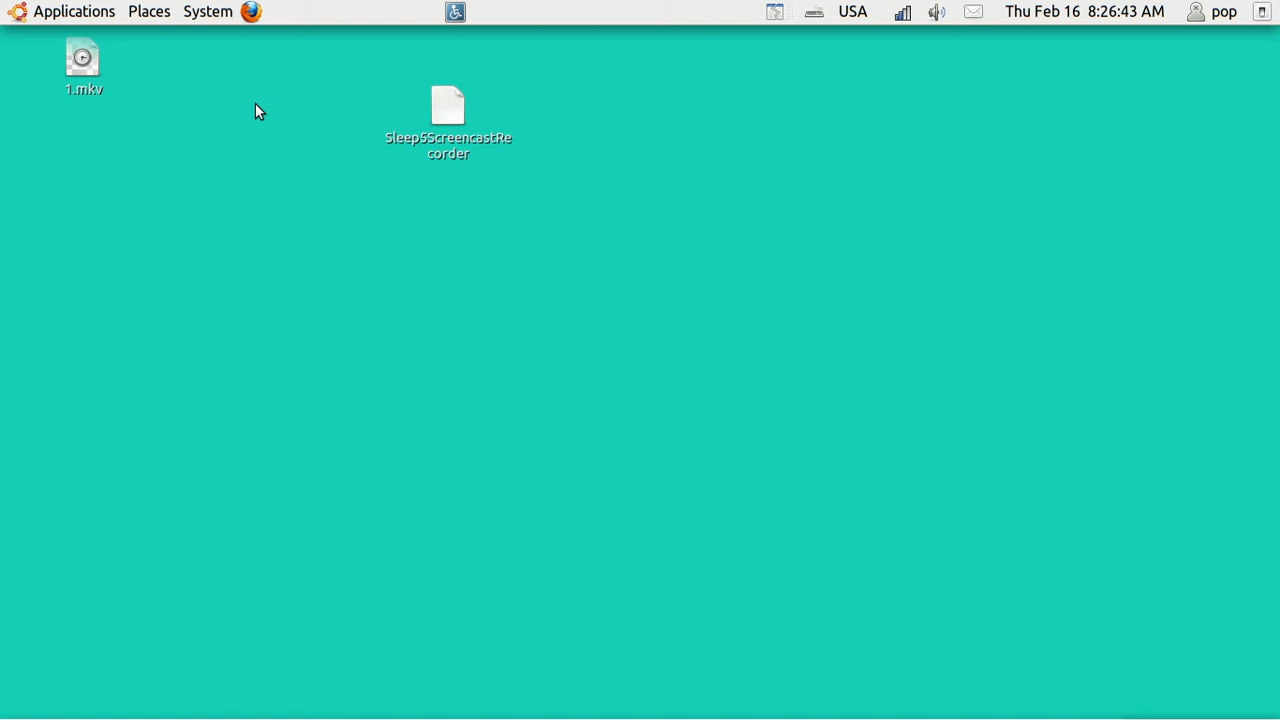 Applications Places System USA Thu Feb 16 8:26:43 AM pop
1.mkv
Sleep5ScreencastRe
corder